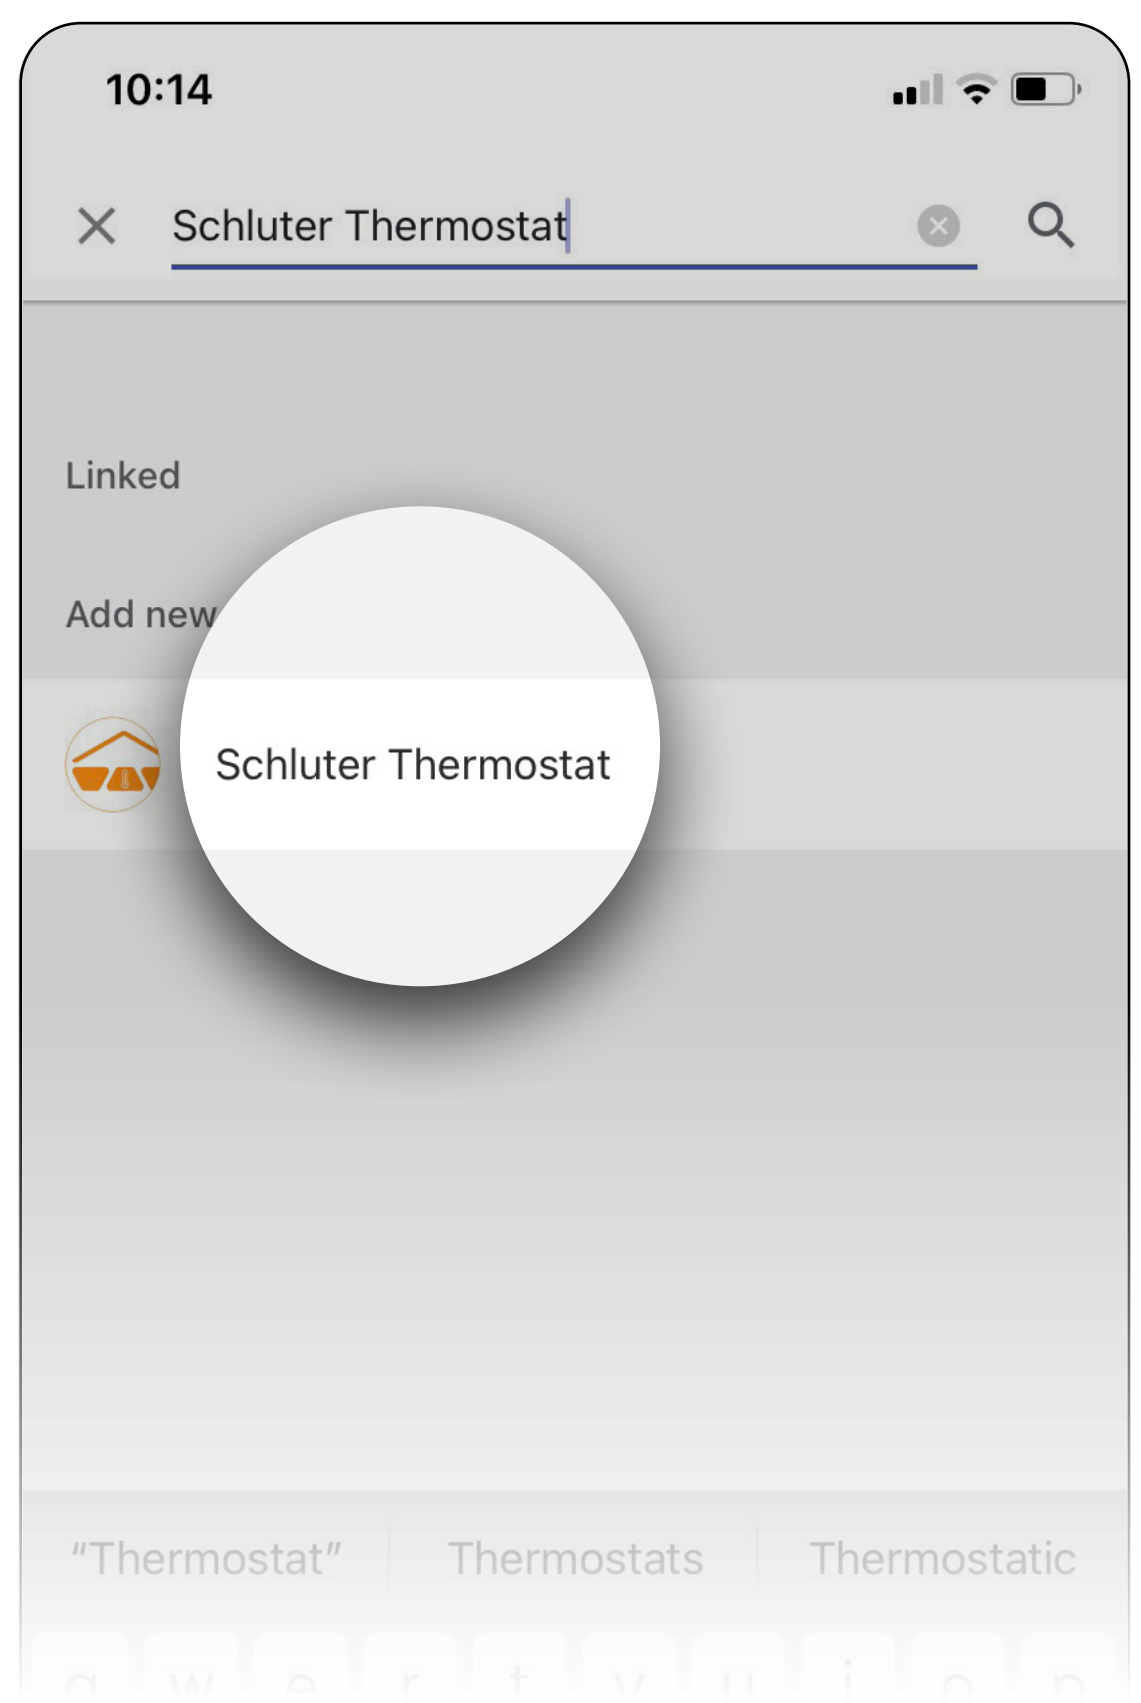 10:14
Schluter Thermostat
Linked
Add new
Schluter Thermostat
“Thermostat”
Thermostats
Thermostatic
q w e r t y u i o p